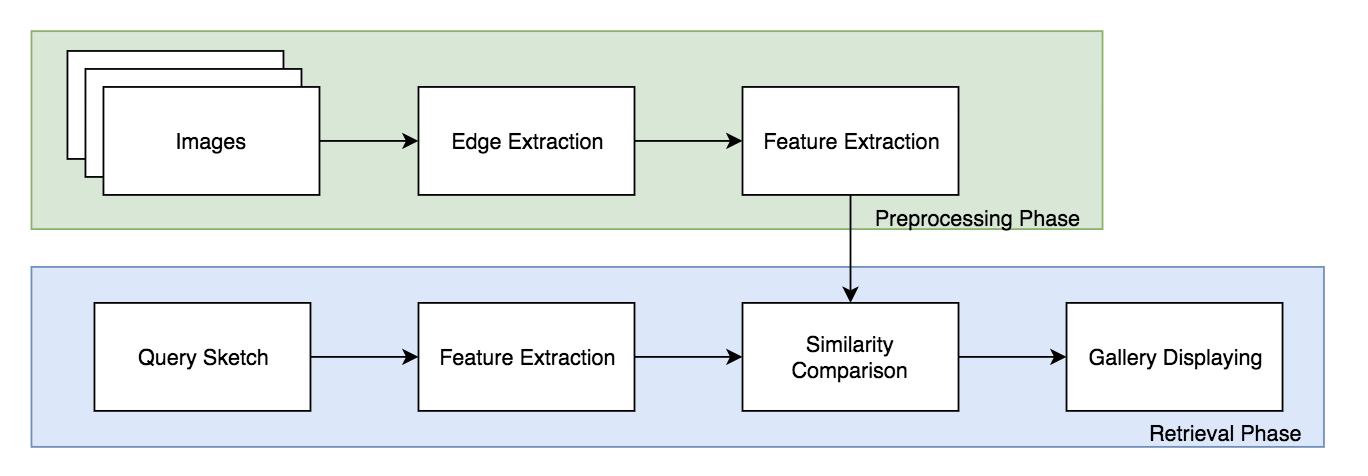 Images
Edge Extraction
Feature Extraction
Preprocessing Phase
Query Sketch
Feature Extraction
Similarity
Comparison
Gallery Displaying
Retrieval Phase